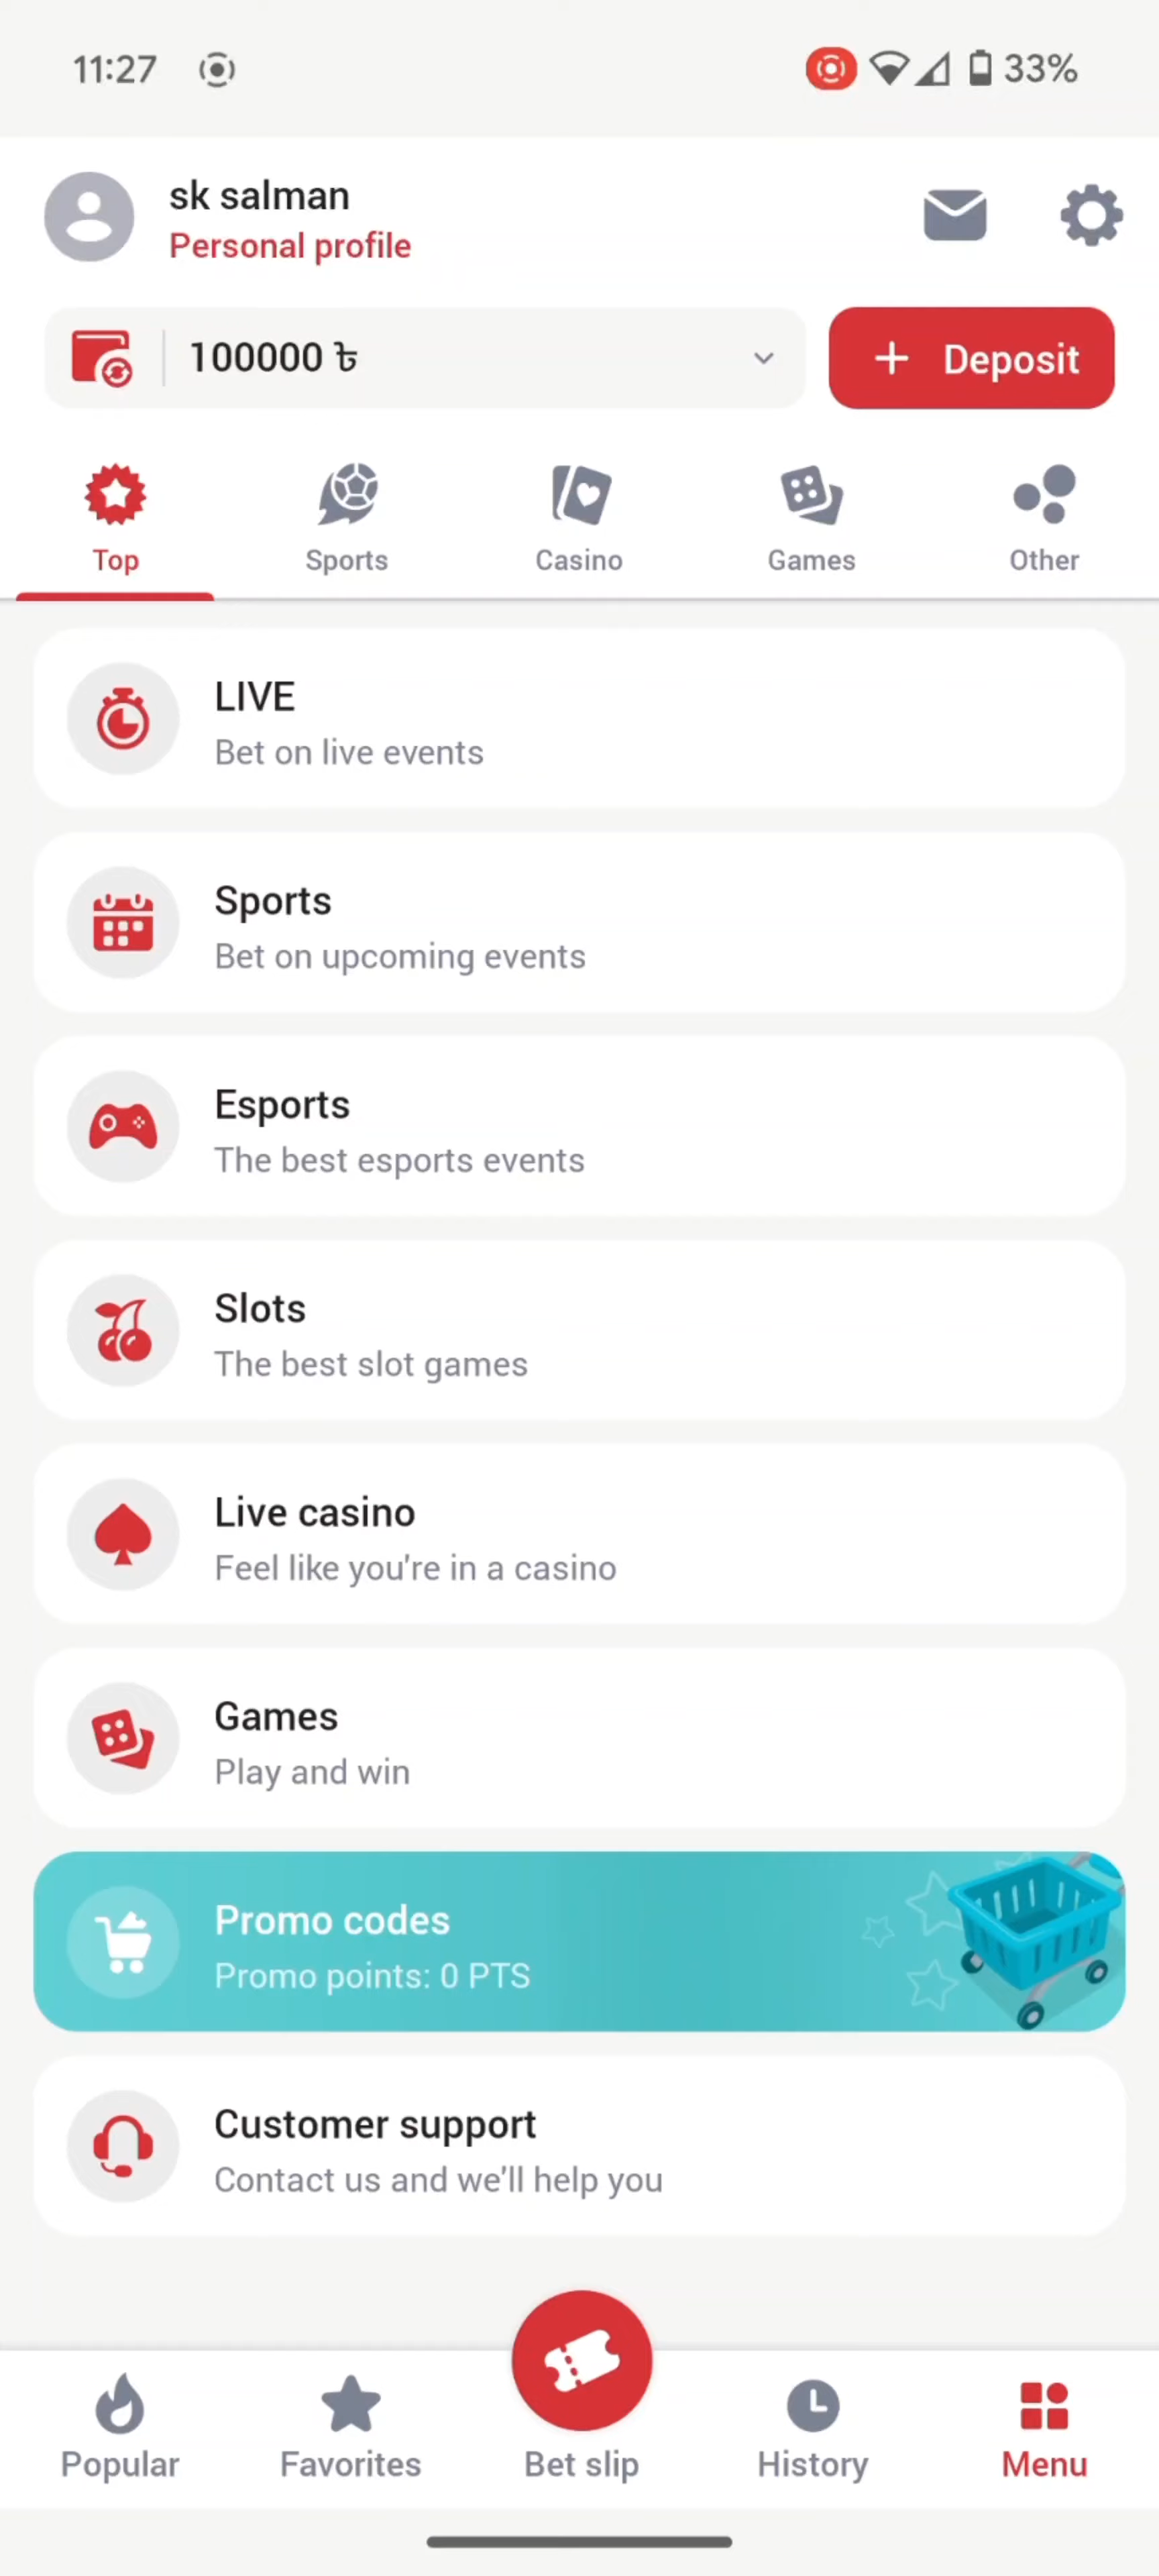 11:27
33%
sk salman
Personal profile
100000 ৳
+ Deposit
Top
Sports
Casino
Games
Other
LIVE
Bet on live events
Sports
Bet on upcoming events
Esports
The best esports events
Slots
The best slot games
Live casino
Feel like you're in a casino
Games
Play and win
Promo codes
Promo points: 0 PTS
Customer support
Contact us and we'll help you
Popular
Favorites
Bet slip
History
Menu